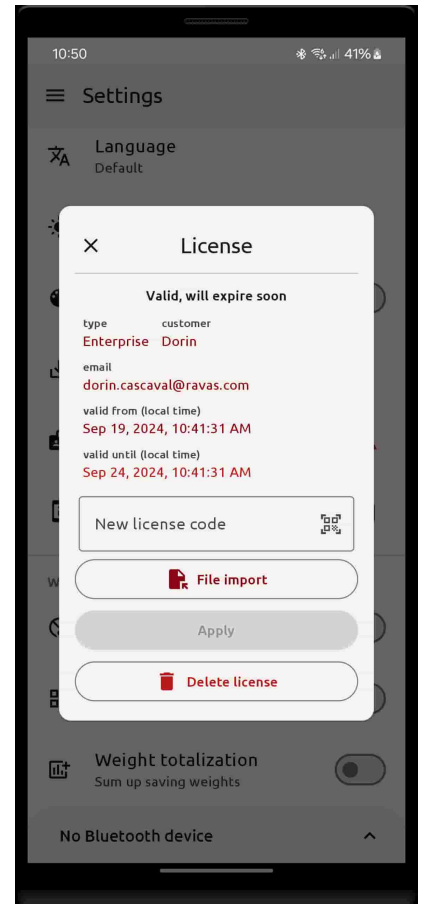 10:50 41%
Settings
Language
Default
License
Valid, will expire soon
type customer
Enterprise Dorin
email
dorin.cascaval@ravas.com
valid from (local time)
Sep 19, 2024, 10:41:31 AM
valid until (local time)
Sep 24, 2024, 10:41:31 AM
New license code
File import
Apply
Delete license
Weight totalization
Sum up saving weights
No Bluetooth device